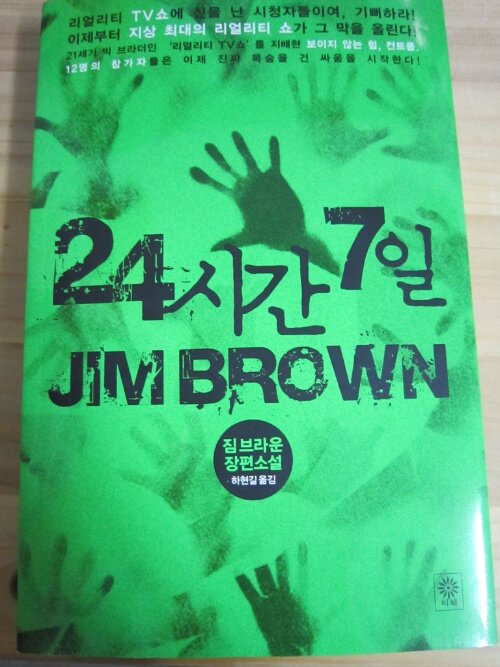 리얼리티 TV쇼에 신물 난 시청자들이여, 기뻐하라!
이제부터 지상 최대의 리얼리티 쇼가 그 막을 올린다!
21세기 빅 브라더인 '리얼리티 TV쇼'를 지배한 보이지 않는 힘, 컨트롤.
12명의 참가자들은 이제 진짜 목숨을 건 싸움을 시작한다!
24시간 7일
JIM BROWN
짐 브라운
장편소설
하현길 옮김
비채